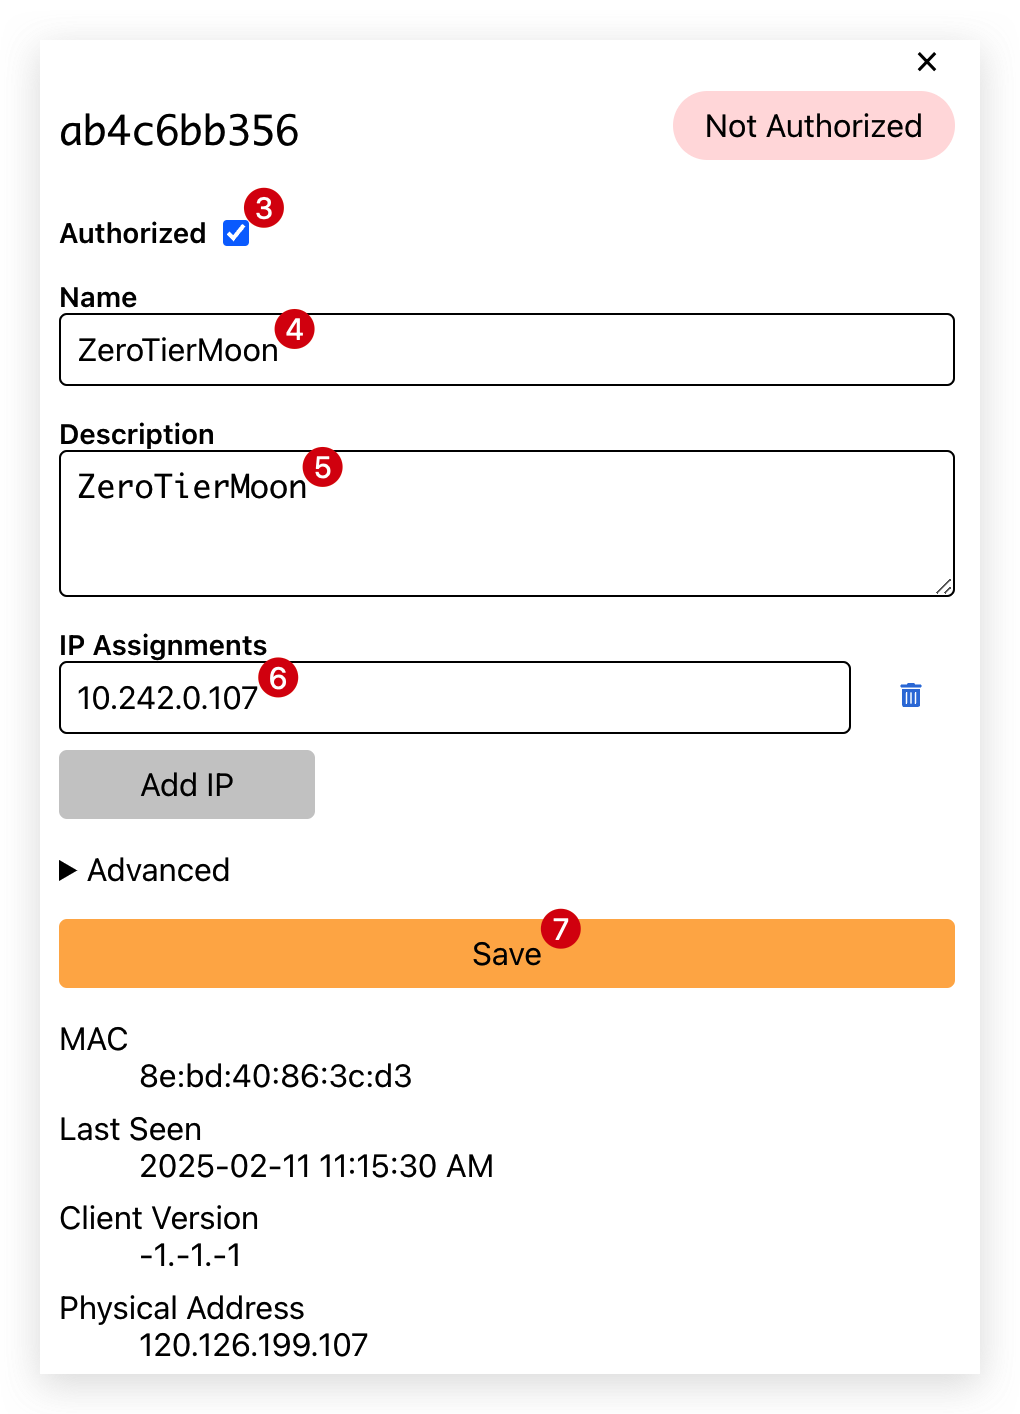 ab4c6bb356
Not Authorized
Authorized 3
Name
ZeroTierMoon 4
Description
ZeroTierMoon 5
IP Assignments
10.242.0.107 6
Add IP
Advanced
Save 7
MAC
8e:bd:40:86:3c:d3
Last Seen
2025-02-11 11:15:30 AM
Client Version
-1.-1.-1
Physical Address
120.126.199.107